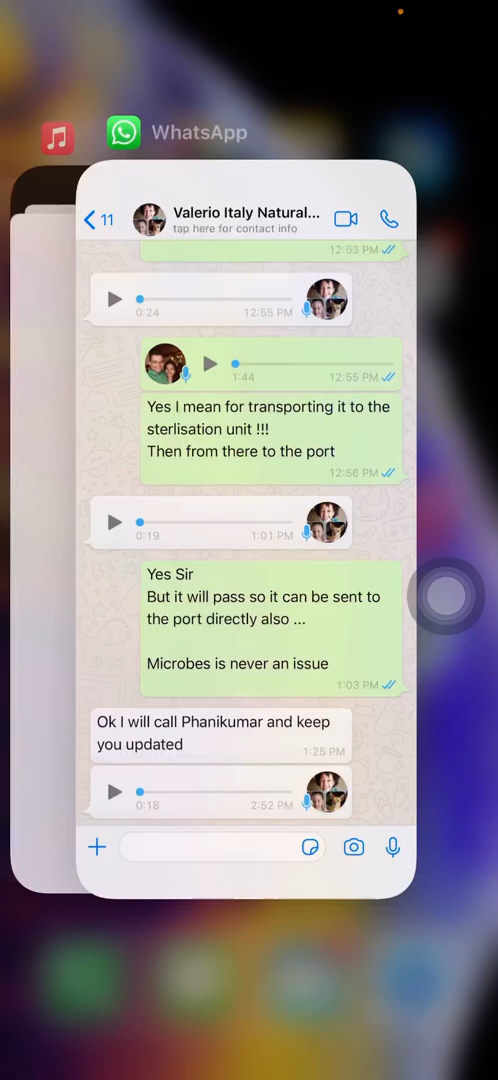 WhatsApp
11
Valerio Italy Natural...
tap here for contact info
12:53 PM
0:24
12:55 PM
1:44
12:55 PM
Yes I mean for transporting it to the
sterlisation unit !!!
Then from there to the port
12:56 PM
0:19
1:01 PM
Yes Sir
But it will pass so it can be sent to
the port directly also ...
Microbes is never an issue
1:03 PM
Ok I will call Phanikumar and keep
you updated
1:25 PM
0:18
2:52 PM